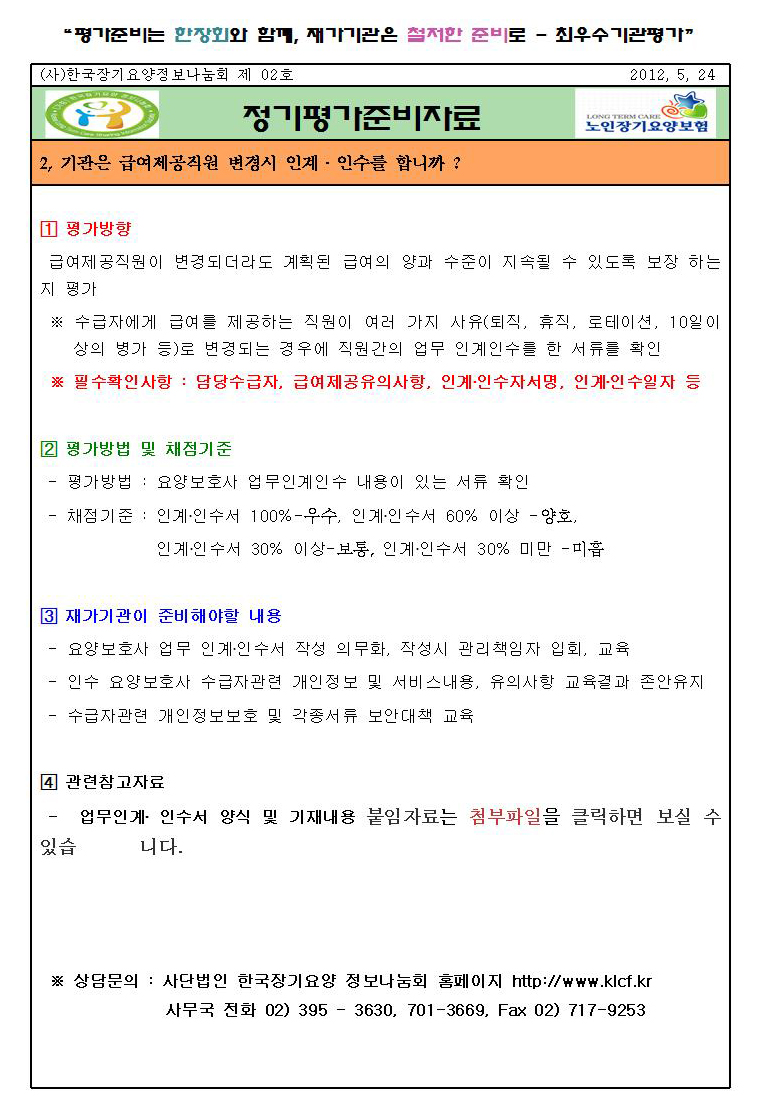 “평가준비는 한장회와 함께, 재가기관은 철저한 준비로 - 최우수기관평가”
(사)한국장기요양정보나눔회 제 02호 2012, 5, 24
정기평가준비자료
LONG TERM CARE
노인장기요양보험
2, 기관은 급여제공직원 변경시 인계 · 인수를 합니까 ?
1 평가방향
급여제공직원이 변경되더라도 계획된 급여의 양과 수준이 지속될 수 있도록 보장 하는
지 평가
※ 수급자에게 급여를 제공하는 직원이 여러 가지 사유(퇴직, 휴직, 로테이션, 10일이
상의 병가 등)로 변경되는 경우에 직원간의 업무 인계인수를 한 서류를 확인
※ 필수확인사항 : 담당수급자, 급여제공유의사항, 인계·인수자서명, 인계·인수일자 등
2 평가방법 및 채점기준
- 평가방법 : 요양보호사 업무인계인수 내용이 있는 서류 확인
- 채점기준 : 인계·인수서 100%-우수, 인계·인수서 60% 이상 -양호,
인계·인수서 30% 이상-보통, 인계·인수서 30% 미만 -미흡
3 재가기관이 준비해야할 내용
- 요양보호사 업무 인계·인수서 작성 의무화, 작성시 관리책임자 입회, 교육
- 인수 요양보호사 수급자관련 개인정보 및 서비스내용, 유의사항 교육결과 존안유지
- 수급자관련 개인정보보호 및 각종서류 보안대책 교육
4 관련참고자료
- 업무인계· 인수서 양식 및 기재내용 붙임자료는 첨부파일을 클릭하면 보실 수
있습 니다.
※ 상담문의 : 사단법인 한국장기요양 정보나눔회 홈페이지 http://www.klcf.kr
사무국 전화 02) 395 - 3630, 701-3669, Fax 02) 717-9253